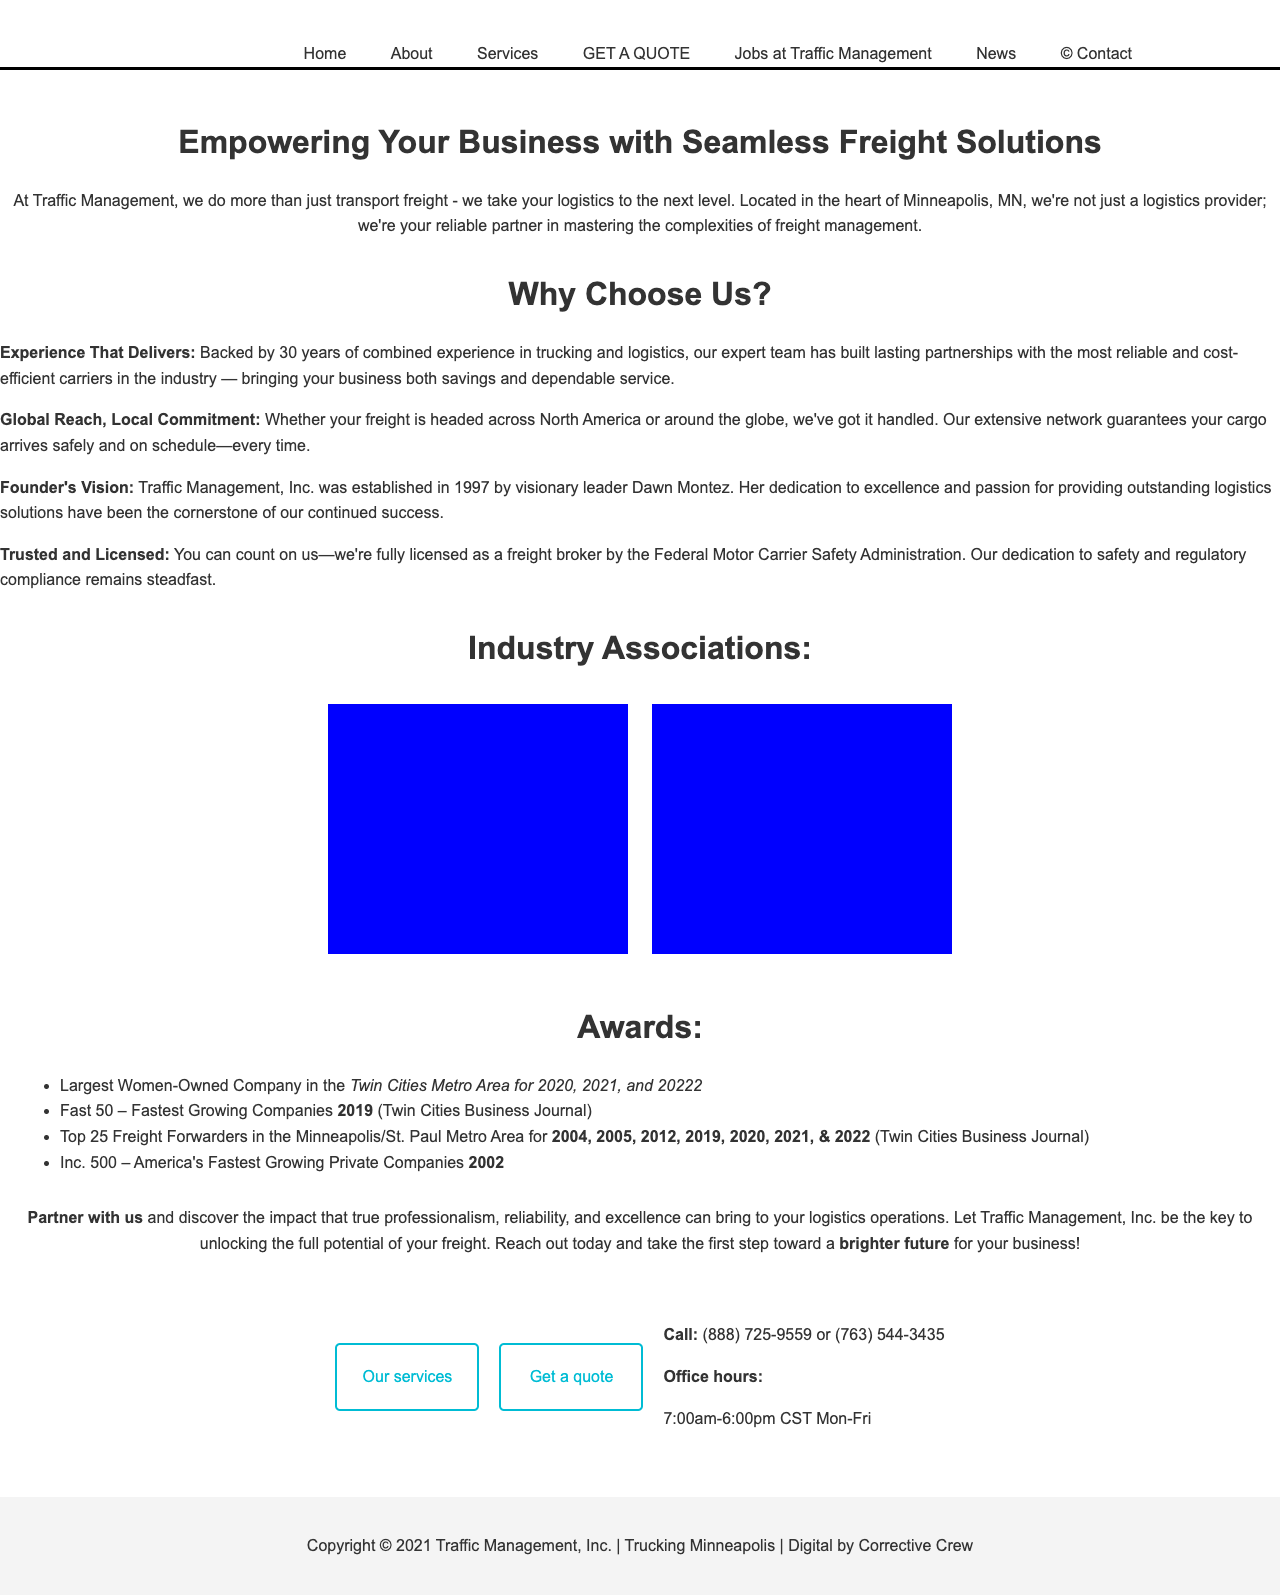 Home About Services GET A QUOTE Jobs at Traffic Management News © Contact
Empowering Your Business with Seamless Freight Solutions
At Traffic Management, we do more than just transport freight - we take your logistics to the next level. Located in the heart of Minneapolis, MN, we're not just a logistics provider;
we're your reliable partner in mastering the complexities of freight management.
Why Choose Us?
Experience That Delivers: Backed by 30 years of combined experience in trucking and logistics, our expert team has built lasting partnerships with the most reliable and cost-
efficient carriers in the industry — bringing your business both savings and dependable service.
Global Reach, Local Commitment: Whether your freight is headed across North America or around the globe, we've got it handled. Our extensive network guarantees your cargo
arrives safely and on schedule—every time.
Founder's Vision: Traffic Management, Inc. was established in 1997 by visionary leader Dawn Montez. Her dedication to excellence and passion for providing outstanding logistics
solutions have been the cornerstone of our continued success.
Trusted and Licensed: You can count on us—we're fully licensed as a freight broker by the Federal Motor Carrier Safety Administration. Our dedication to safety and regulatory
compliance remains steadfast.
Industry Associations:
Awards:
• Largest Women-Owned Company in the Twin Cities Metro Area for 2020, 2021, and 20222
• Fast 50 – Fastest Growing Companies 2019 (Twin Cities Business Journal)
• Top 25 Freight Forwarders in the Minneapolis/St. Paul Metro Area for 2004, 2005, 2012, 2019, 2020, 2021, & 2022 (Twin Cities Business Journal)
• Inc. 500 – America's Fastest Growing Private Companies 2002
Partner with us and discover the impact that true professionalism, reliability, and excellence can bring to your logistics operations. Let Traffic Management, Inc. be the key to
unlocking the full potential of your freight. Reach out today and take the first step toward a brighter future for your business!
Our services
Get a quote
Call: (888) 725-9559 or (763) 544-3435
Office hours:
7:00am-6:00pm CST Mon-Fri
Copyright © 2021 Traffic Management, Inc. | Trucking Minneapolis | Digital by Corrective Crew